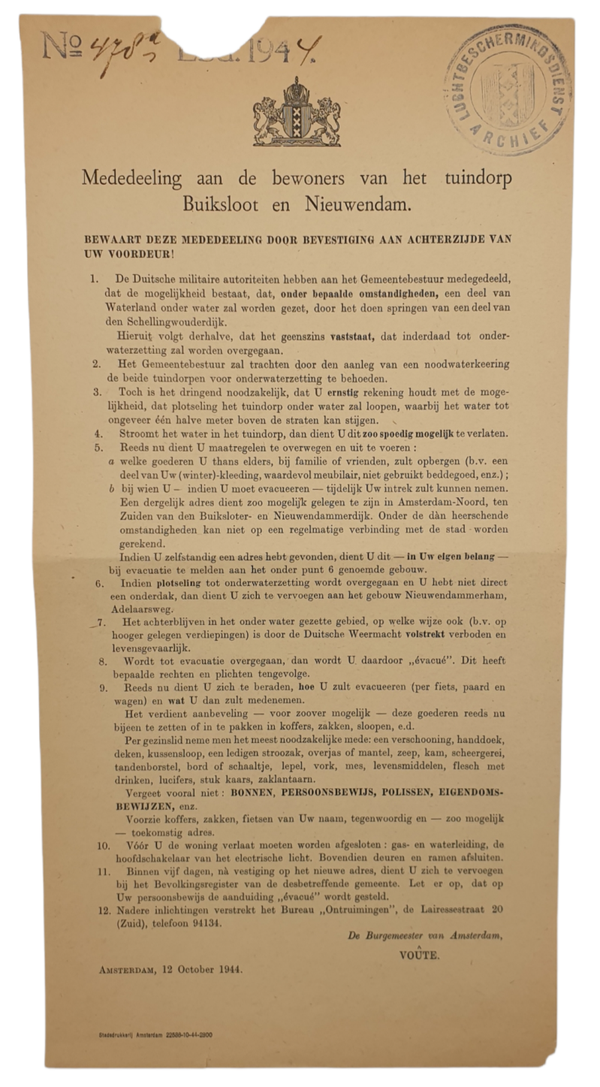 No 478a L.b.d. 1944.
LUCHTBESCHERMINGSDIENST
ARCHIEF
Mededeeling aan de bewoners van het tuindorp
Buiksloot en Nieuwendam.
BEWAART DEZE MEDEDEELING DOOR BEVESTIGING AAN ACHTERZIJDE VAN
UW VOORDEUR!
1. De Duitsche militaire autoriteiten hebben aan het Gemeentebestuur medegedeeld,
dat de mogelijkheid bestaat, dat, onder bepaalde omstandigheden, een deel van
Waterland onder water zal worden gezet, door het doen springen van een deel van
den Schellingwouderdijk.
Hieruit volgt derhalve, dat het geenszins vaststaat, dat inderdaad tot onder-
waterzetting zal worden overgegaan.
2. Het Gemeentebestuur zal trachten door den aanleg van een noodwaterkeering
de beide tuindorpen voor onderwaterzetting te behoeden.
3. Toch is het dringend noodzakelijk, dat U ernstig rekening houdt met de moge-
lijkheid, dat plotseling het tuindorp onder water zal loopen, waarbij het water tot
ongeveer één halve meter boven de straten kan stijgen.
4. Stroomt het water in het tuindorp, dan dient U dit zoo spoedig mogelijk te verlaten.
5. Reeds nu dient U maatregelen te overwegen en uit te voeren :
a welke goederen U thans elders, bij familie of vrienden, zult opbergen (b.v. een
deel van Uw (winter)-kleeding, waardevol meubilair, niet gebruikt beddegoed, enz.) ;
b bij wien U – indien U moet evacueeren — tijdelijk Uw intrek zult kunnen nemen.
Een dergelijk adres dient zoo mogelijk gelegen te zijn in Amsterdam-Noord, ten
Zuiden van den Buiksloter- en Nieuwendammerdijk. Onder de dàn heerschende
omstandigheden kan niet op een regelmatige verbinding met de stad worden
gerekend.
Indien U zelfstandig een adres hebt gevonden, dient U dit — in Uw eigen belang —
bij evacuatie te melden aan het onder punt 6 genoemde gebouw.
6. Indien plotseling tot onderwaterzetting wordt overgegaan en U hebt niet direct
een onderdak, dan dient U zich te vervoegen aan het gebouw Nieuwendammerham,
Adelaarsweg.
7. Het achterblijven in het onder water gezette gebied, op welke wijze ook (b.v. op
hooger gelegen verdiepingen) is door de Duitsche Weermacht volstrekt verboden en
levensgevaarlijk.
8. Wordt tot evacuatie overgegaan, dan wordt U daardoor „évacué". Dit heeft
bepaalde rechten en plichten tengevolge.
9. Reeds nu dient U zich te beraden, hoe U zult evacueeren (per fiets, paard en
wagen) en wat U dan zult medenemen.
Het verdient aanbeveling — voor zoover mogelijk — deze goederen reeds nu
bijeen te zetten of in te pakken in koffers, zakken, sloopen, e.d.
Per gezinslid neme men het meest noodzakelijke mede: een verschooning, handdoek,
deken, kussensloop, een ledigen stroozak, overjas of mantel, zeep, kam, scheergerei,
tandenborstel, bord of schaaltje, lepel, vork, mes, levensmiddelen, flesch met
drinken, lucifers, stuk kaars, zaklantaarn.
Vergeet vooral niet : BONNEN, PERSOONSBEWIJS, POLISSEN, EIGENDOMS-
BEWIJZEN, enz.
Voorzie koffers, zakken, fietsen van Uw naam, tegenwoordig en — zoo mogelijk
— toekomstig adres.
10. Vóór U de woning verlaat moeten worden afgesloten : gas- en waterleiding, de
hoofdschakelaar van het electrische licht. Bovendien deuren en ramen afsluiten.
11. Binnen vijf dagen, nà vestiging op het nieuwe adres, dient U zich te vervoegen
bij het Bevolkingsregister van de desbetreffende gemeente. Let er op, dat op
Uw persoonsbewijs de aanduiding „évacué" wordt gesteld.
12. Nadere inlichtingen verstrekt het Bureau „Ontruimingen", de Lairessestraat 20
(Zuid), telefoon 94134.
De Burgemeester van Amsterdam,
VOÛTE.
AMSTERDAM, 12 October 1944.
Stadsdrukkerij Amsterdam 22586-10-44-2800